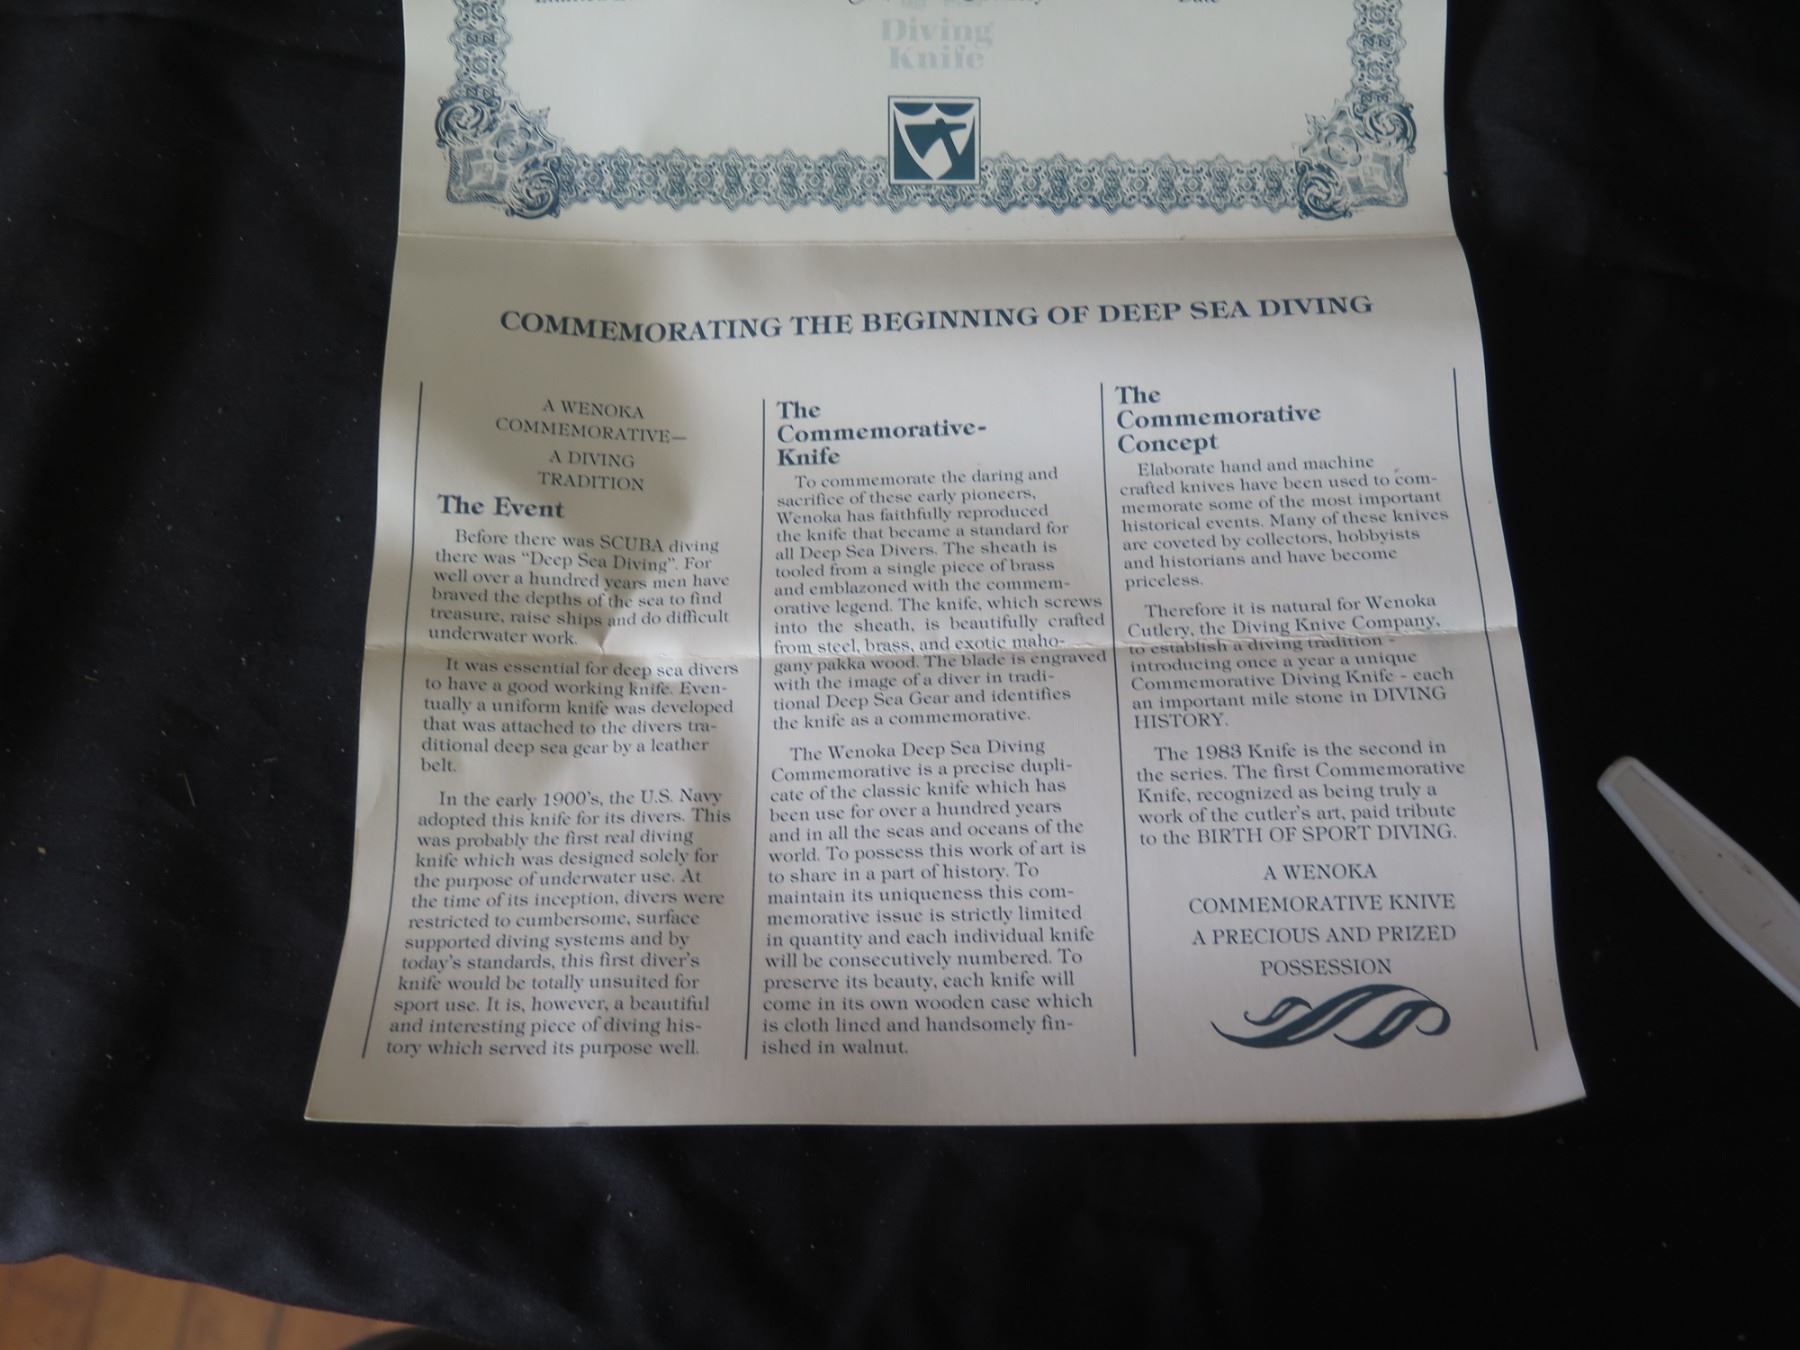 Diving
Knife
COMMEMORATING THE BEGINNING OF DEEP SEA DIVING
A WENOKA
COMMEMORATIVE—
A DIVING
TRADITION
The Event
Before there was SCUBA diving
there was "Deep Sea Diving". For
well over a hundred years men have
braved the depths of the sea to find
treasure, raise ships and do difficult
underwater work.
It was essential for deep sea divers
to have a good working knife. Even-
tually a uniform knife was developed
that was attached to the divers tra-
ditional deep sea gear by a leather
belt.
In the early 1900's, the U.S. Navy
adopted this knife for its divers. This
was probably the first real diving
knife which was designed solely for
the purpose of underwater use. At
the time of its inception, divers were
restricted to cumbersome, surface
supported diving systems and by
today's standards, this first diver's
knife would be totally unsuited for
sport use. It is, however, a beautiful
and interesting piece of diving his-
tory which served its purpose well.
The
Commemorative-
Knife
To commemorate the daring and
sacrifice of these early pioneers,
Wenoka has faithfully reproduced
the knife that became a standard for
all Deep Sea Divers. The sheath is
tooled from a single piece of brass
and emblazoned with the commem-
orative legend. The knife, which screws
into the sheath, is beautifully crafted
from steel, brass, and exotic maho-
gany pakka wood. The blade is engraved
with the image of a diver in tradi-
tional Deep Sea Gear and identifies
the knife as a commemorative.
The Wenoka Deep Sea Diving
Commemorative is a precise dupli-
cate of the classic knife which has
been use for over a hundred years
and in all the seas and oceans of the
world. To possess this work of art is
to share in a part of history. To
maintain its uniqueness this com-
memorative issue is strictly limited
in quantity and each individual knife
will be consecutively numbered. To
preserve its beauty, each knife will
come in its own wooden case which
is cloth lined and handsomely fin-
ished in walnut.
The
Commemorative
Concept
Elaborate hand and machine
crafted knives have been used to com-
memorate some of the most important
historical events. Many of these knives
are coveted by collectors, hobbyists
and historians and have become
priceless.
Therefore it is natural for Wenoka
Cutlery, the Diving Knive Company,
to establish a diving tradition -
introducing once a year a unique
Commemorative Diving Knife - each
an important mile stone in DIVING
HISTORY.
The 1983 Knife is the second in
the series. The first Commemorative
Knife, recognized as being truly a
work of the cutler's art, paid tribute
to the BIRTH OF SPORT DIVING.
A WENOKA
COMMEMORATIVE KNIVE
A PRECIOUS AND PRIZED
POSSESSION